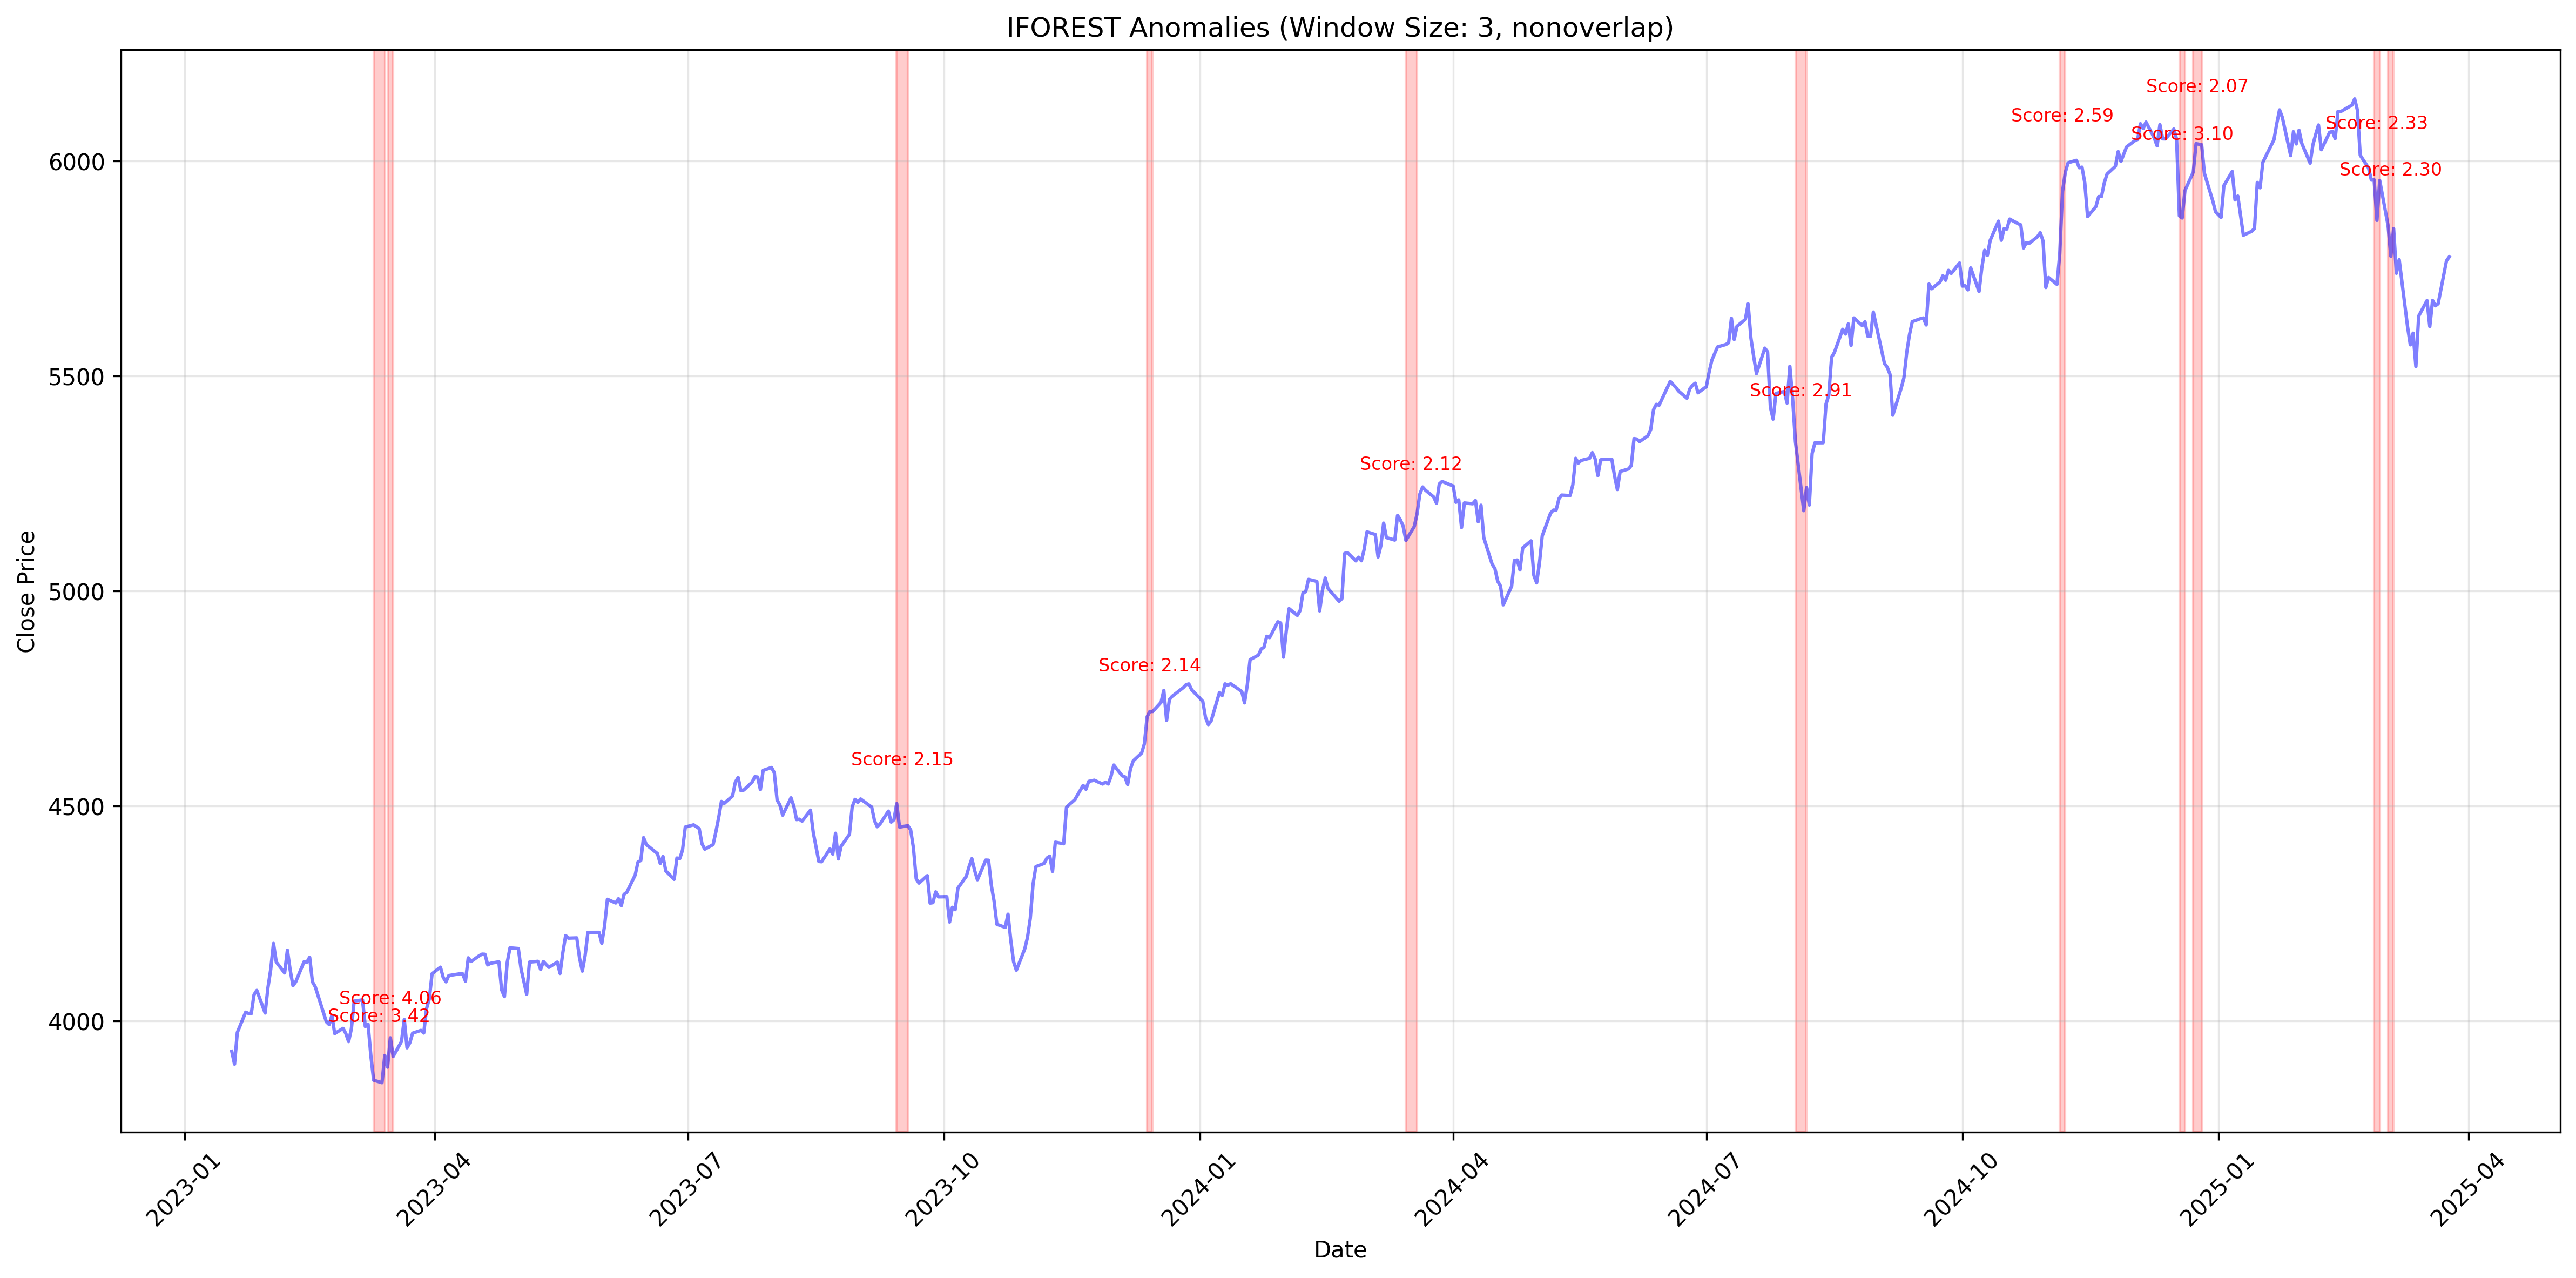 IFOREST Anomalies (Window Size: 3, nonoverlap)
Score: 2.07
Score: 2.59
Score: 2.33
Score: 3.10
Score: 2.30
Score: 2.91
Score: 2.12
Score: 2.14
Score: 2.15
Score: 4.06
Score: 3.42
Close Price
6000
5500
5000
4500
4000
2023-01
2023-04
2023-07
2023-10
2024-01
2024-04
2024-07
2024-10
2025-01
2025-04
Date